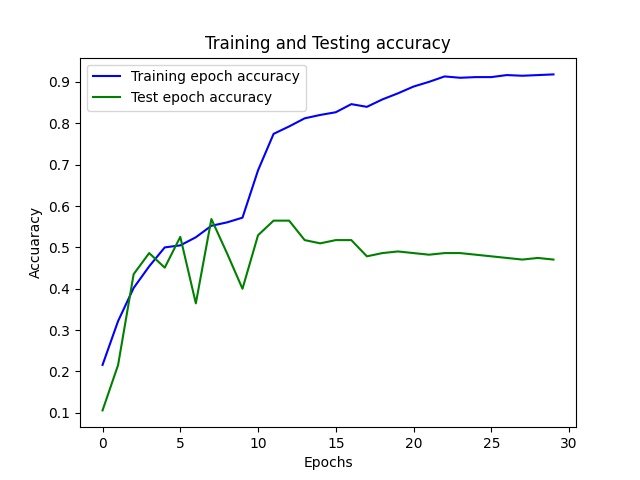 Training and Testing accuracy
Training epoch accuracy
Test epoch accuracy
0.9
0.8
0.7
0.6
0.5
0.4
0.3
0.2
0.1
Accuaracy
0 5 10 15 20 25 30
Epochs